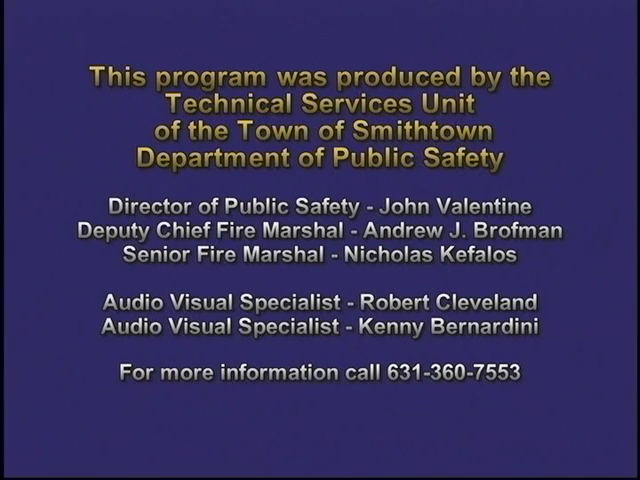 This program was produced by the
Technical Services Unit
of the Town of Smithtown
Department of Public Safety
Director of Public Safety - John Valentine
Deputy Chief Fire Marshal - Andrew J. Brofman
Senior Fire Marshal - Nicholas Kefalos
Audio Visual Specialist - Robert Cleveland
Audio Visual Specialist - Kenny Bernardini
For more information call 631-360-7553